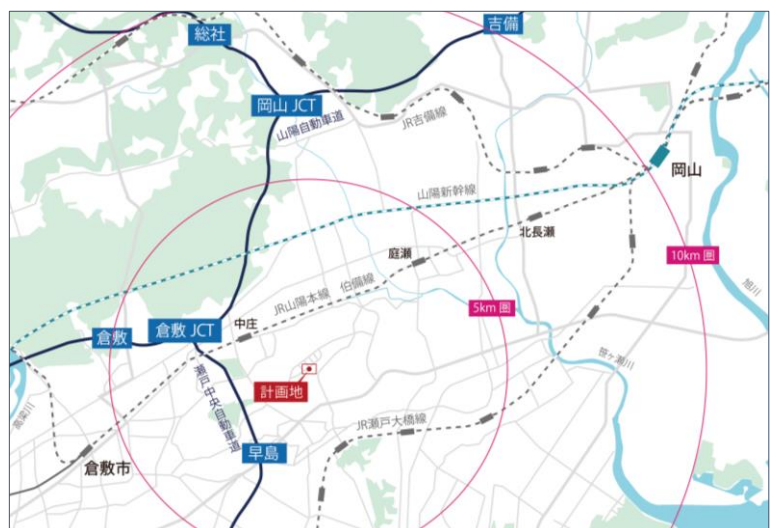 総社
吉備
岡山 JCT
山陽自動車道
JR吉備線
岡山
山陽新幹線
北長瀬
庭瀬
10km 圏
旭川
JR山陽本線　伯備線
5km 圏
倉敷
倉敷 JCT
中庄
笹ヶ瀬川
計画地
瀬戸中央自動車道
高梁川
JR瀬戸大橋線
早島
倉敷市